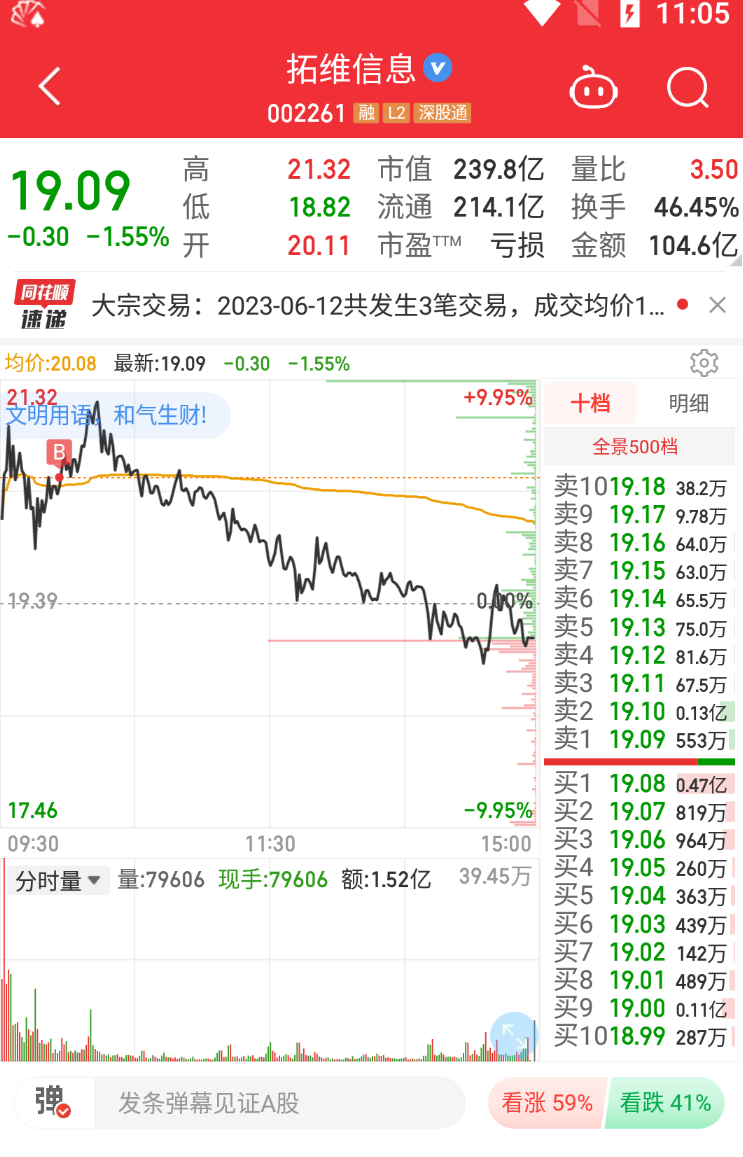 11:05
拓维信息
002261 融 L2 深股通
19.09
-0.30 -1.55%
高 21.32 市值 239.8亿 量比 3.50
低 18.82 流通 214.1亿 换手 46.45%
开 20.11 市盈TTM 亏损 金额 104.6亿
同花顺
速递
大宗交易：2023-06-12共发生3笔交易，成交均价1...
均价:20.08 最新:19.09 -0.30 -1.55%
21.32 +9.95%
文明用语，和气生财!
B
19.39 0.00%
17.46 -9.95%
09:30 11:30 15:00
分时量 量:79606 现手:79606 额:1.52亿 39.45万
十档 明细
全景500档
卖10 19.18 38.2万
卖9 19.17 9.78万
卖8 19.16 64.0万
卖7 19.15 63.0万
卖6 19.14 65.5万
卖5 19.13 75.0万
卖4 19.12 81.6万
卖3 19.11 67.5万
卖2 19.10 0.13亿
卖1 19.09 553万
买1 19.08 0.47亿
买2 19.07 819万
买3 19.06 964万
买4 19.05 260万
买5 19.04 363万
买6 19.03 439万
买7 19.02 142万
买8 19.01 489万
买9 19.00 0.11亿
买10 18.99 287万
弹 发条弹幕见证A股 看涨 59% 看跌 41%